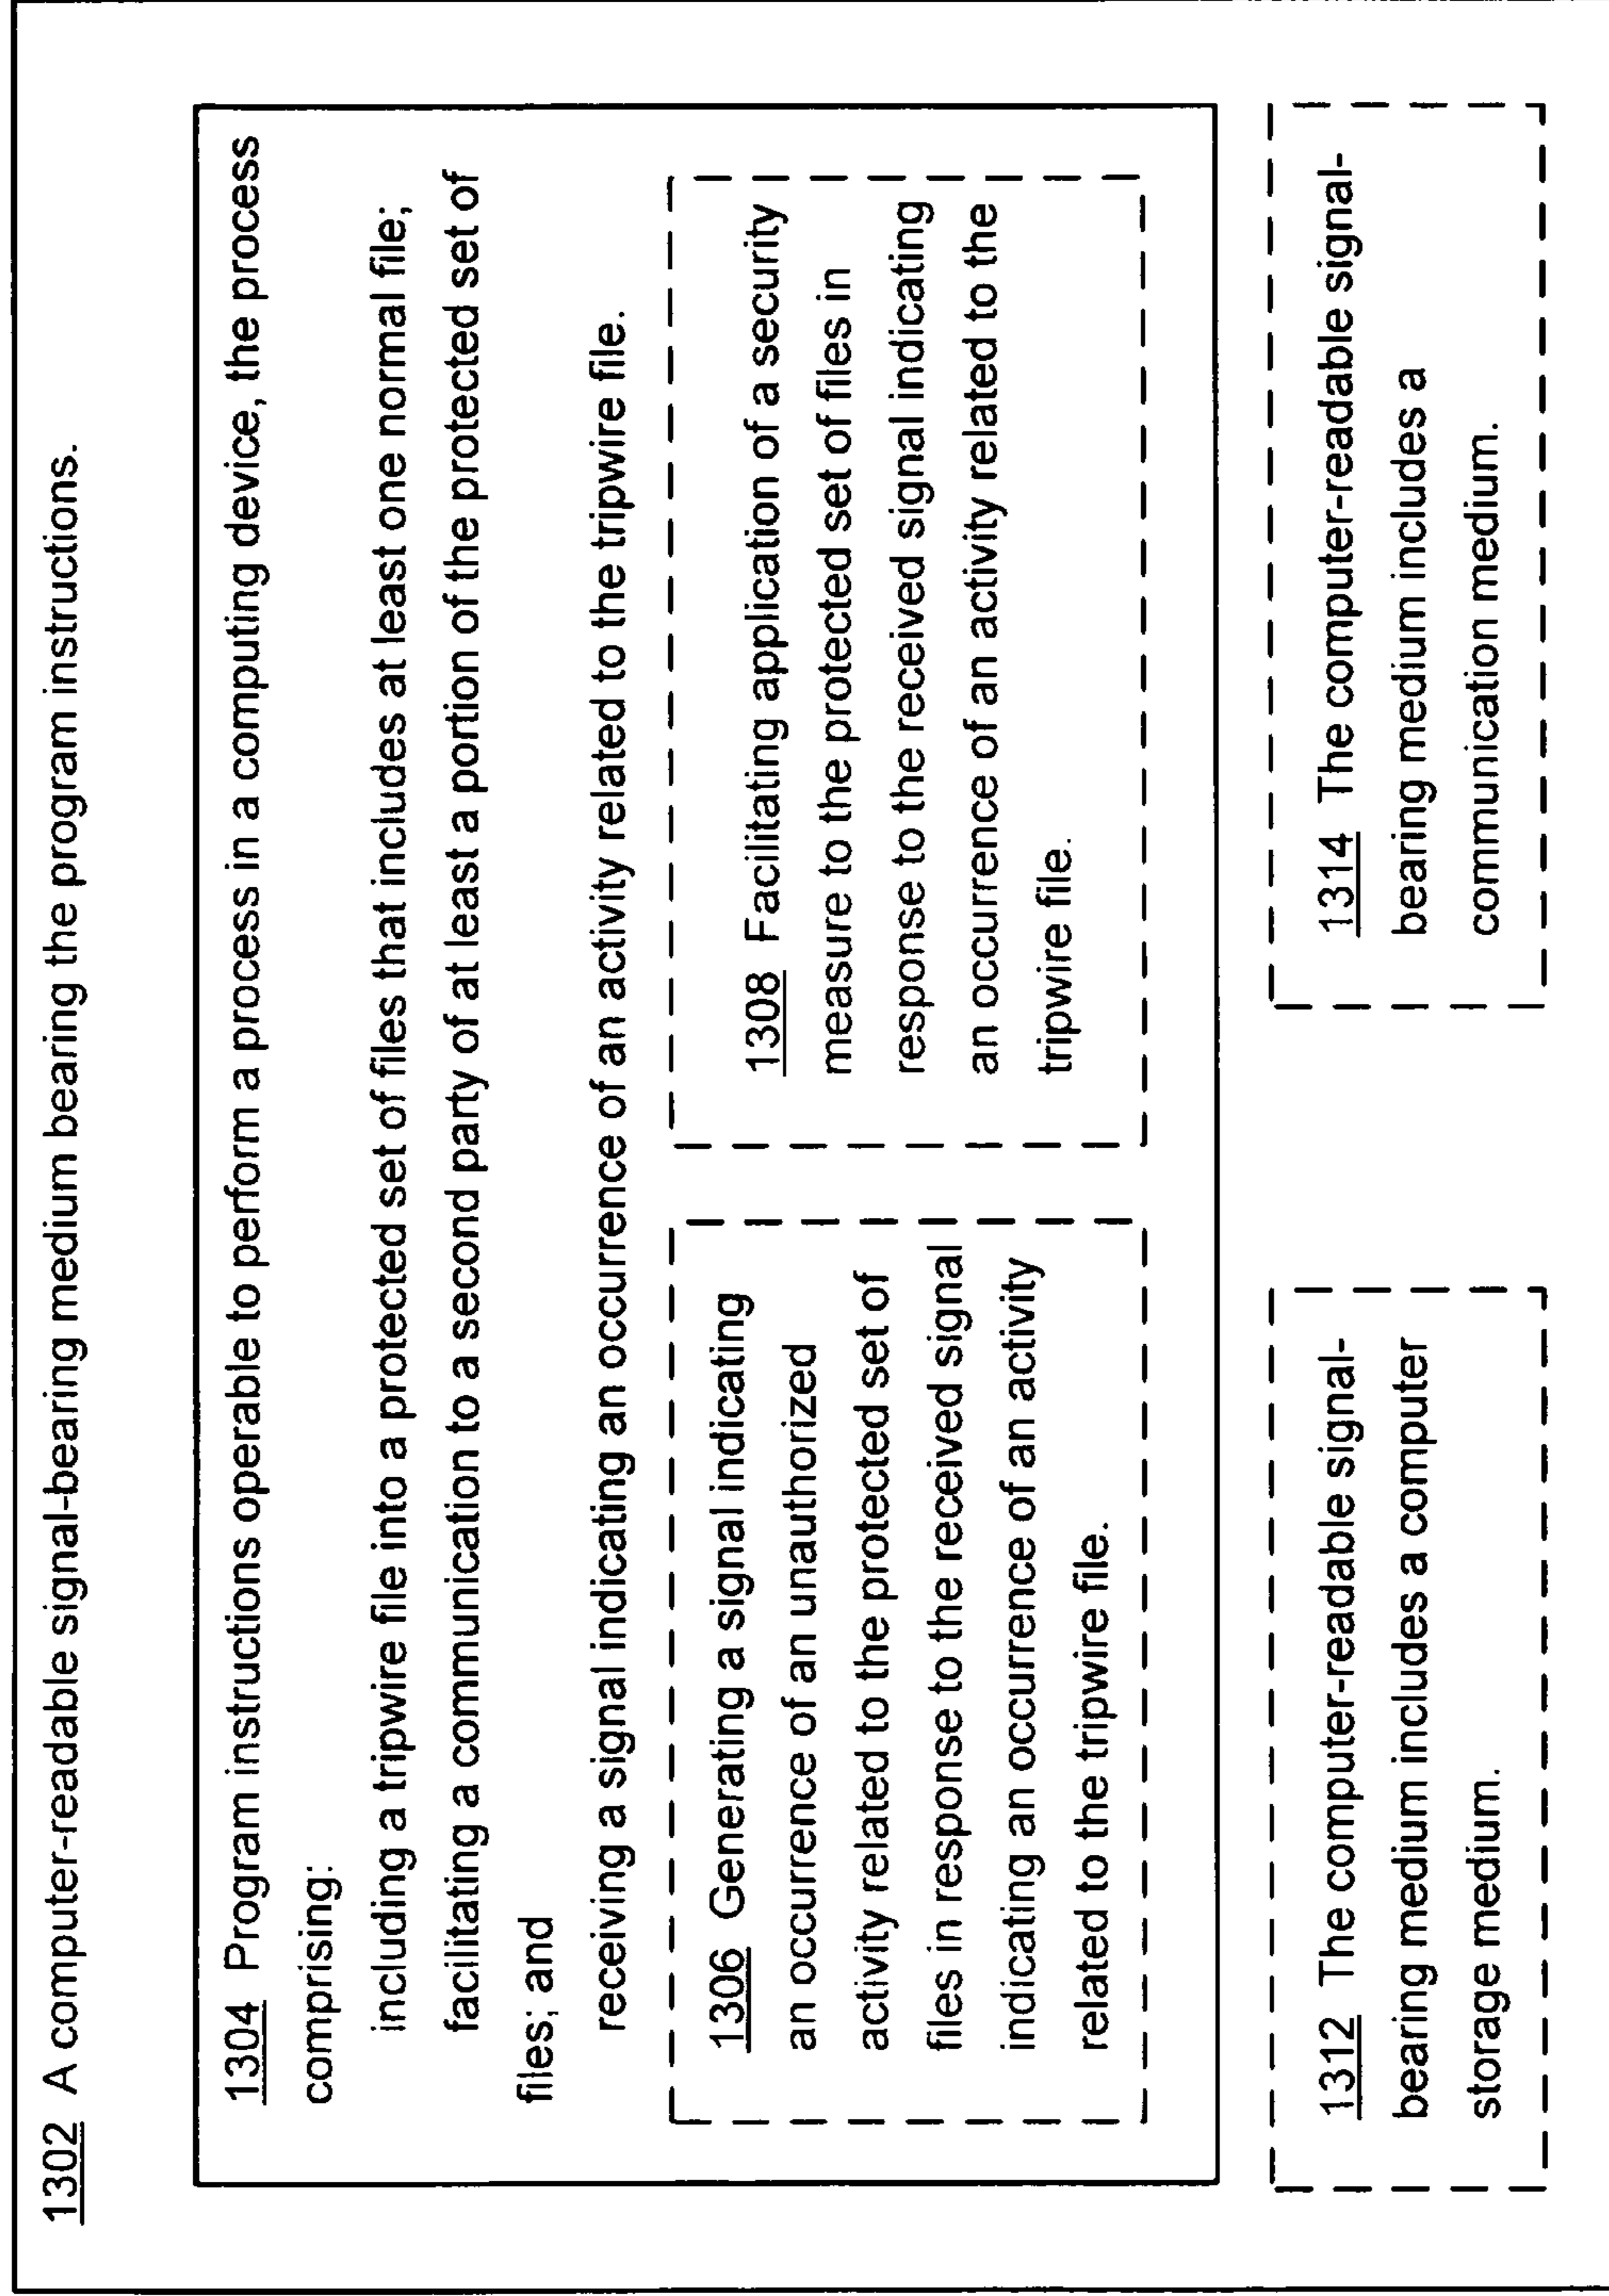 1302 A computer-readable signal-bearing medium bearing the program instructions.
1304 Program instructions operable to perform a process in a computing device, the process
comprising:
including a tripwire file into a protected set of files that includes at least one normal file;
facilitating a communication to a second party of at least a portion of the protected set of
files; and
receiving a signal indicating an occurrence of an activity related to the tripwire file.
1306 Generating a signal indicating
an occurrence of an unauthorized
activity related to the protected set of
files in response to the received signal
indicating an occurrence of an activity
related to the tripwire file.
1308 Facilitating application of a security
measure to the protected set of files in
response to the received signal indicating
an occurrence of an activity related to the
tripwire file.
1312 The computer-readable signal-
bearing medium includes a computer
storage medium.
1314 The computer-readable signal-
bearing medium includes a
communication medium.